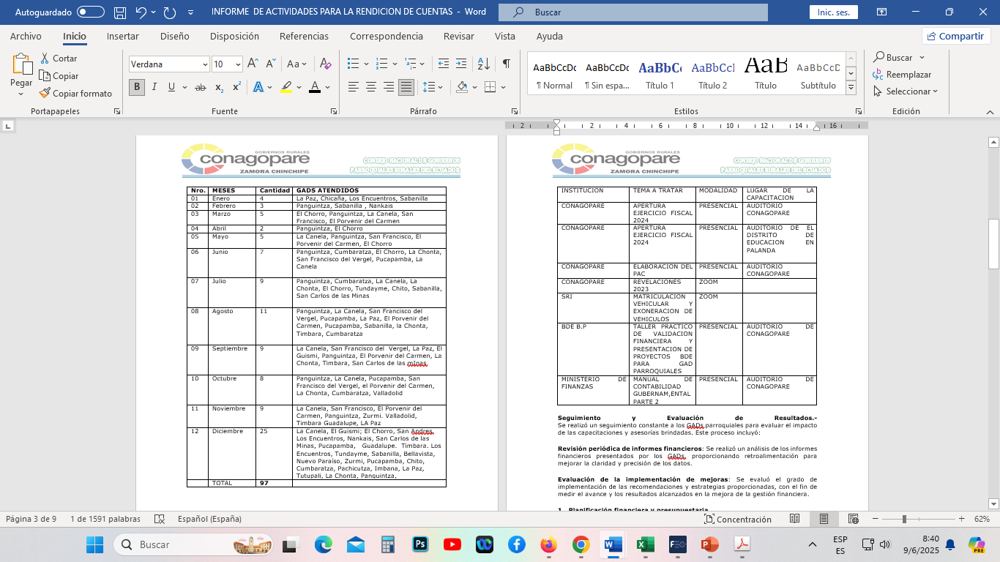 Autoguardado
INFORME DE ACTIVIDADES PARA LA RENDICION DE CUENTAS - Word
Buscar
Inic. ses.
Archivo Inicio Insertar Diseño Disposición Referencias Correspondencia Revisar Vista Ayuda
Compartir
Pegar
Cortar
Copiar
Copiar formato
Portapapeles
Verdana 10
Fuente
Párrafo
AaBbCcDc AaBbCcDc AaBbCc AaBbCcI AaB AaBbCcD
¶ Normal ¶ Sin espa... Título 1 Título 2 Título Subtítulo
Estilos
Buscar
Reemplazar
Seleccionar
Edición
2 2 4 6 8 10 12 14 16
GOBIERNOS RURALES
conagopare
ZAMORA CHINCHIPE
CONSEJO NACIONAL DE GOBIERNOS
PARROQUIALES RURALES DEL ECUADOR
Nro. MESES Cantidad GADS ATENDIDOS
01 Enero 4 La Paz, Chicaña, Los Encuentros, Sabanilla
02 Febrero 3 Panguintza, Sabanilla , Nankais
03 Marzo 5 El Chorro, Panguintza, La Canela, San
Francisco, El Porvenir del Carmen
04 Abril 2 Panguintza, El Chorro
05 Mayo 5 La Canela, Panguintza, San Francisco, El
Porvenir del Carmen, El Chorro
06 Junio 7 Panguintza, Cumbaratza, El Chorro, La Chonta,
San Francisco del Vergel, Pucapamba, La
Canela
07 Julio 9 Panguintza, Cumbaratza, La Canela, La
Chonta, El Chorro, Tundayme, Chito, Sabanilla,
San Carlos de las Minas
08 Agosto 11 Panguintza, La Canela, San Francisco del
Vergel, Pucapamba, La Paz, El Porvenir del
Carmen, Pucapamba, Sabanilla, la Chonta,
Timbara, Cumbaratza
09 Septiembre 9 La Canela, San Francisco del Vergel, La Paz, El
Guismi, Panguintza, El Porvenir del Carmen, La
Chonta, Timbara, San Carlos de las mInas
10 Octubre 8 Panguintza, La Canela, Pucapamba, San
Francisco del Vergel, el Porvenir del Carmen,
La Chonta, Cumbaratza, Valladolid
11 Noviembre 9 La Canela, San Francisco, El Porvenir del
Carmen, Panguintza, Zurmi. Valladolid,
Timbara Guadalupe, LA Paz
12 Diciembre 25 La Canela, El Guismi; El Chorro, San Andres,
Los Encuentros, Nankais, San Carlos de las
Minas, Pucapamba, Guadalupe. Timbara. Los
Encuentros, Tundayme, Sabanilla, Bellavista,
Nuevo Paraíso, Zurmi, Pucapamba, Chito,
Cumbaratza, Pachicutza, Imbana, La Paz,
Tutupali, La Chonta, Panguintza,
TOTAL 97
GOBIERNOS RURALES
conagopare
ZAMORA CHINCHIPE
CONSEJO NACIONAL DE GOBIERNOS
PARROQUIALES RURALES DEL ECUADOR
INSTITUCION TEMA A TRATAR MODALIDAD LUGAR DE LA
CAPACITACION
CONAGOPARE APERTURA PRESENCIAL AUDITORIO
EJERCICIO FISCAL CONAGOPARE
2024
CONAGOPARE APERTURA PRESENCIAL AUDITORIO DE EL
EJERCICIO FISCAL DISTRITO DE
2024 EDUCACION EN
PALANDA
CONAGOPARE ELABORACION DEL PRESENCIAL AUDITORIO
PAC CONAGOPARE
CONAGOPARE REVELACIONES ZOOM
2023
SRI MATRICULACION ZOOM
VEHICULAR Y
EXONERACION DE
VEHICULOS
BDE B.P TALLER PRACTICO PRESENCIAL AUDITORIO DE
DE VALIDACION CONAGOPARE
FINANCIERA Y
PRESENTACION DE
PROYECTOS BDE
PARA GAD
PARROQUIALES
MINISTERIO DE MANUAL DE PRESENCIAL AUDITORIO DE
FINANZAS CONTABILIDAD CONAGOPARE
GUBERNAM,ENTAL
PARTE 2
Seguimiento y Evaluación de Resultados.-
Se realizó un seguimiento constante a los GADs parroquiales para evaluar el impacto
de las capacitaciones y asesorías brindadas. Este proceso incluyó:
Revisión periódica de informes financieros: Se realizó un análisis de los informes
financieros presentados por los GADs, proporcionando retroalimentación para
mejorar la claridad y precisión de los datos.
Evaluación de la implementación de mejoras: Se evaluó el grado de
implementación de las recomendaciones y estrategias proporcionadas, con el fin de
medir el avance y los resultados alcanzados en la mejora de la gestión financiera.
1. Planificación financiera y presupuestaria
Página 3 de 9 1 de 1591 palabras Español (España) Concentración 62%
Buscar
ESP
ES
8:40
9/6/2025